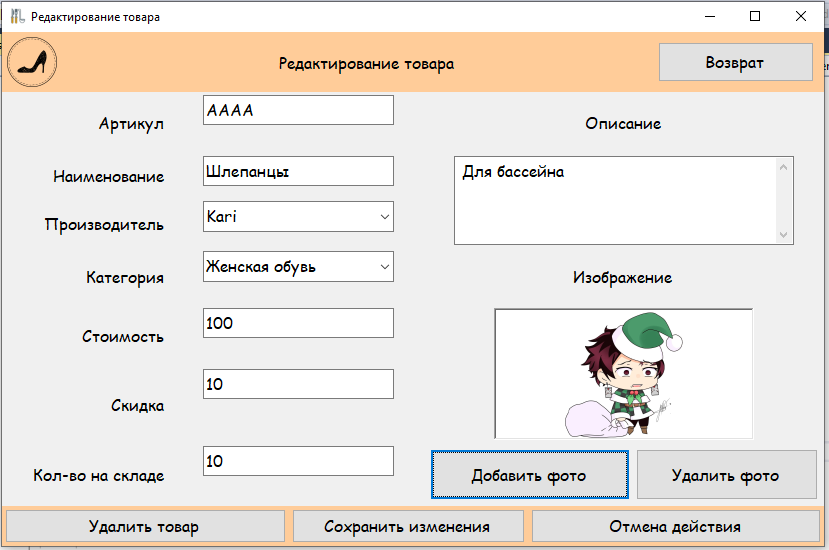 Редактирование товара
Редактирование товара
Возврат
Артикул
AAAA
Наименование
Шлепанцы
Производитель
Kari
Категория
Женская обувь
Стоимость
100
Скидка
10
Кол-во на складе
10
Описание
Для бассейна
Изображение
Добавить фото
Удалить фото
Удалить товар
Сохранить изменения
Отмена действия